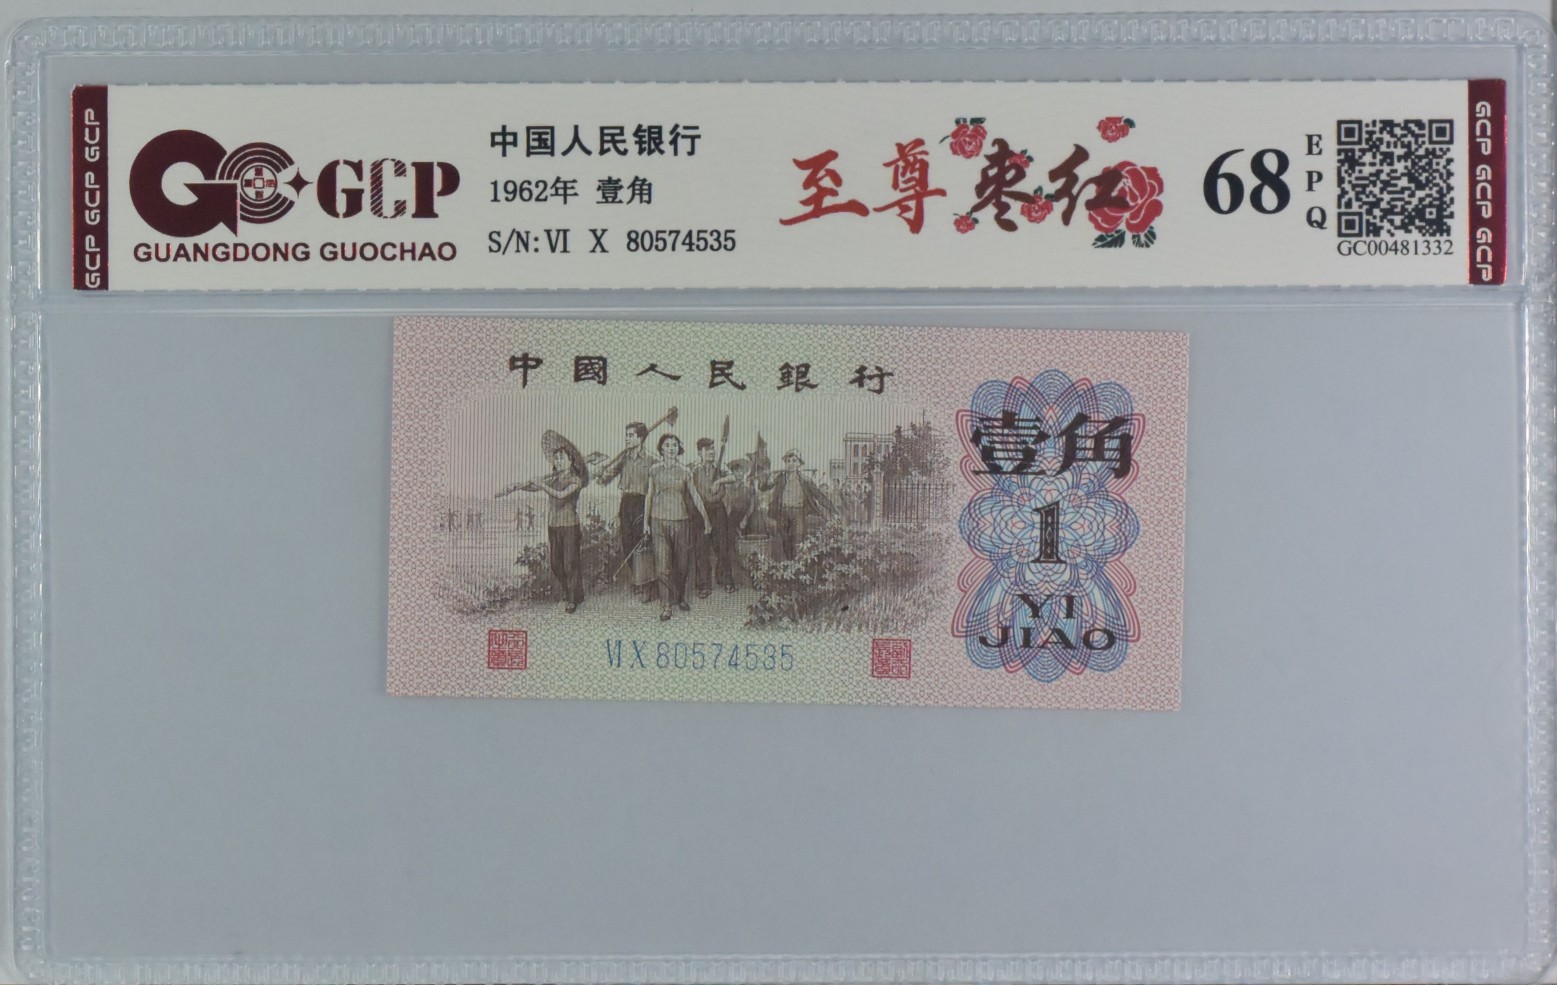 GCP GCP GCP
GCP
GUANGDONG GUOCHAO
中国人民银行
1962年 壹角
S/N:Ⅵ X 80574535
至尊枣红
68
EPQ
GC00481332
GCP GCP GCP
中國人民銀行
壹角
1
YI
JIAO
Ⅵ X 80574535